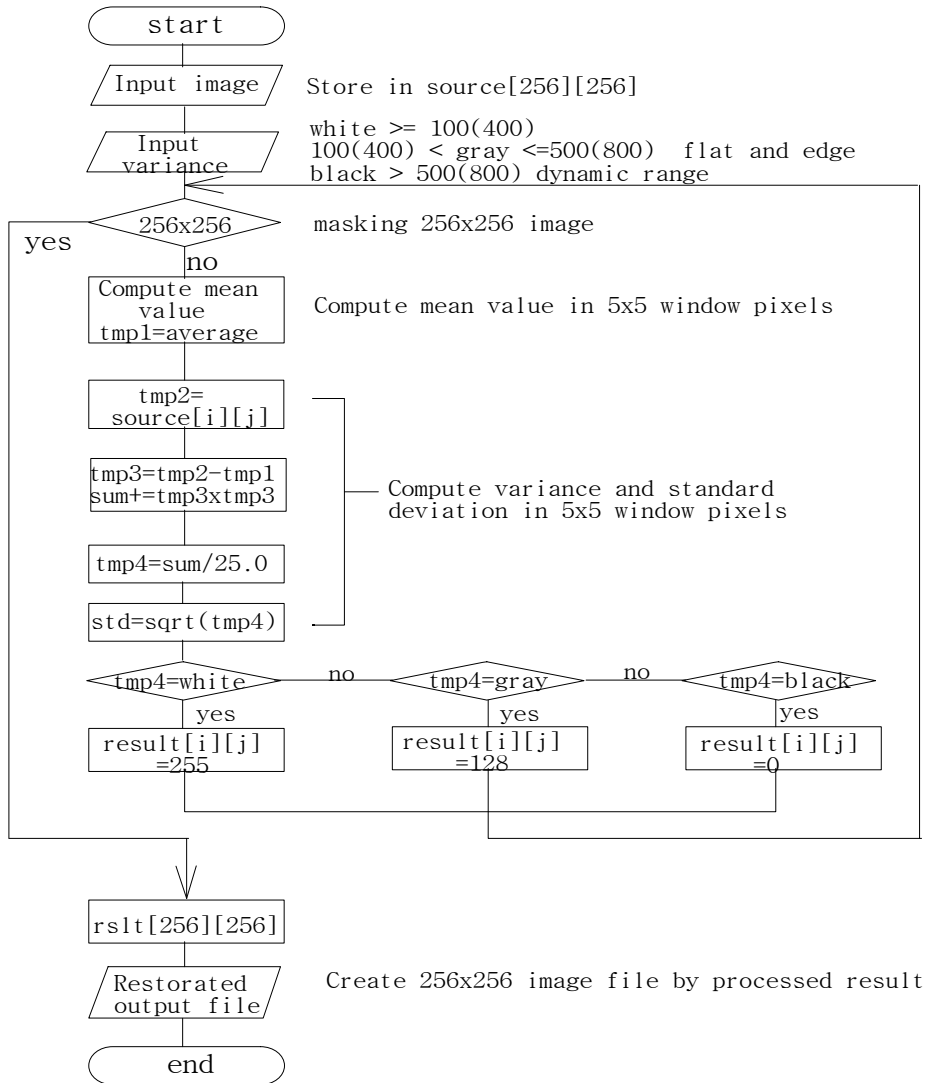 start
Input image
Store in source[256][256]
Input
variance
white >= 100(400)
100(400) < gray <=500(800) flat and edge
black > 500(800) dynamic range
256x256
masking 256x256 image
yes
no
Compute mean
value
tmp1=average
Compute mean value in 5x5 window pixels
tmp2=
source[i][j]
tmp3=tmp2-tmp1
sum+=tmp3xtmp3
Compute variance and standard
deviation in 5x5 window pixels
tmp4=sum/25.0
std=sqrt(tmp4)
tmp4=white
no
tmp4=gray
no
tmp4=black
yes
yes
yes
result[i][j]
=255
result[i][j]
=128
result[i][j]
=0
rslt[256][256]
Restorated
output file
Create 256x256 image file by processed result
end